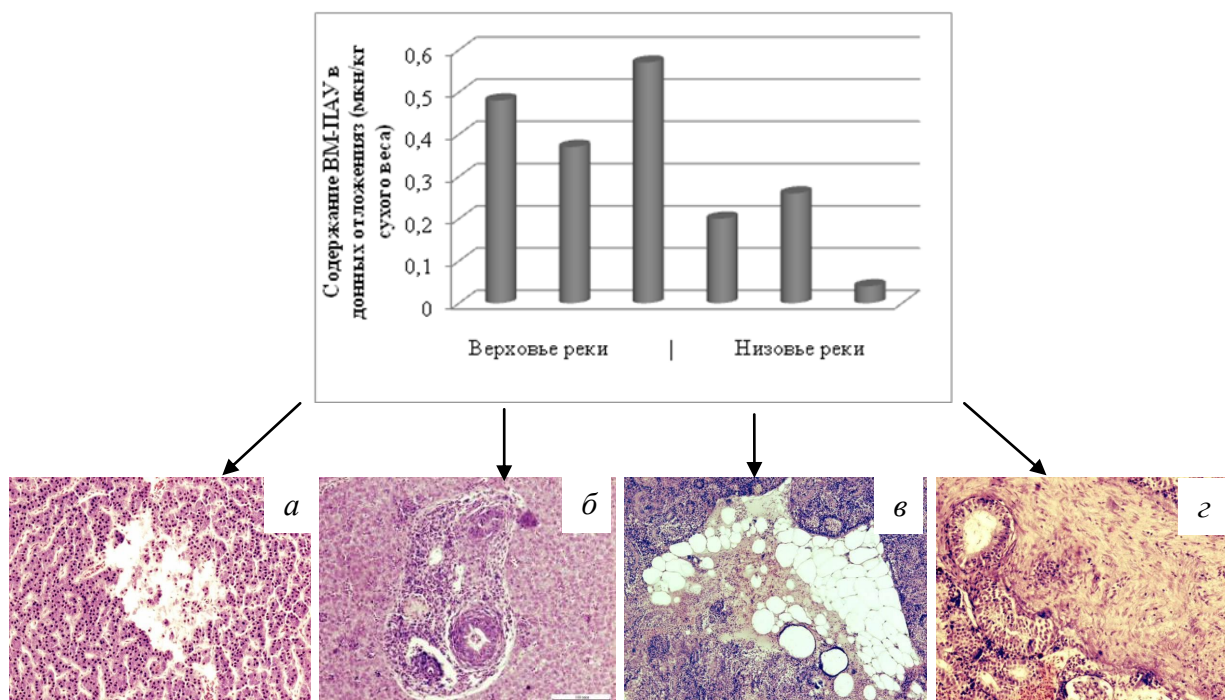 Содержание ВМ-ПАУ в
донных отложенияз (мкн/кг
сухого веса)
0,6
0,5
0,4
0,3
0,2
0,1
0
Верховье реки | Низовье реки
а
б
в
г